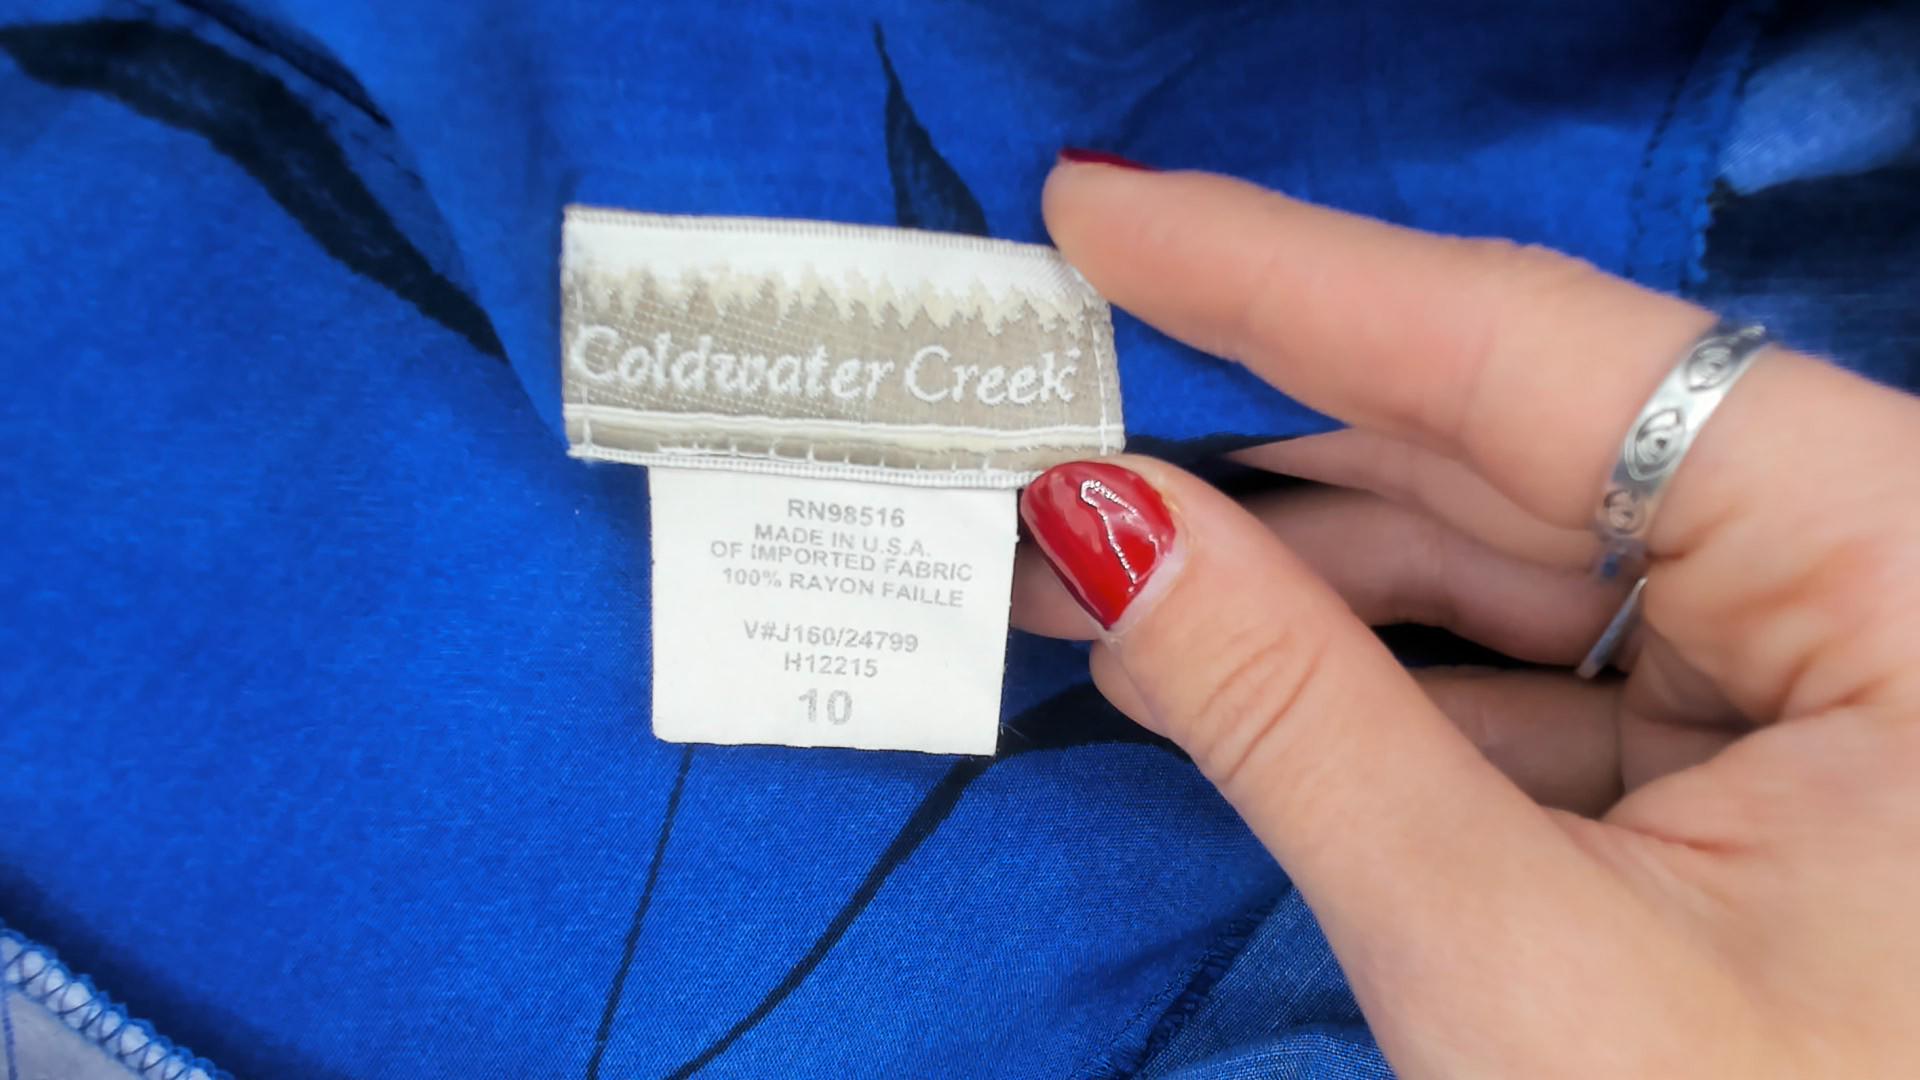 Coldwater Creek
RN98516
MADE IN U.S.A.
OF IMPORTED FABRIC
100% RAYON FAILLE
V#J160/24799
H12215
10